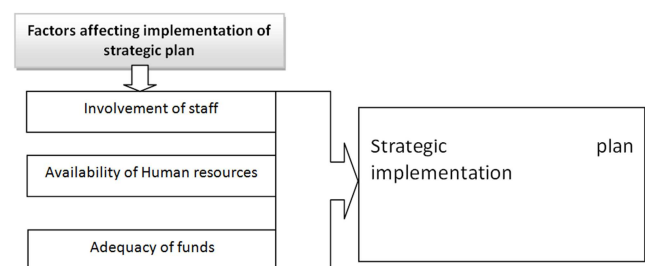 Factors affecting implementation of
strategic plan
Involvement of staff
Availability of Human resources
Adequacy of funds
Strategic plan
implementation